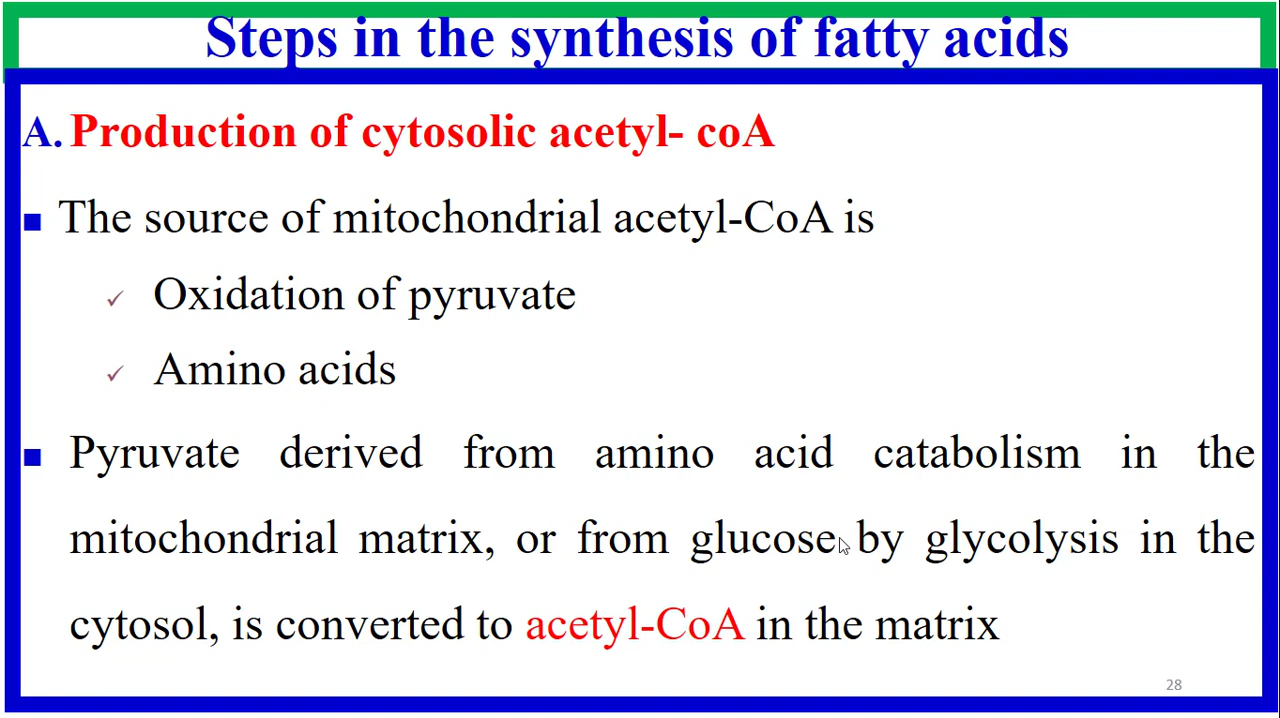 Steps in the synthesis of fatty acids
A. Production of cytosolic acetyl- coA
The source of mitochondrial acetyl-CoA is
Oxidation of pyruvate
Amino acids
Pyruvate derived from amino acid catabolism in the
mitochondrial matrix, or from glucose by glycolysis in the
cytosol, is converted to acetyl-CoA in the matrix
28